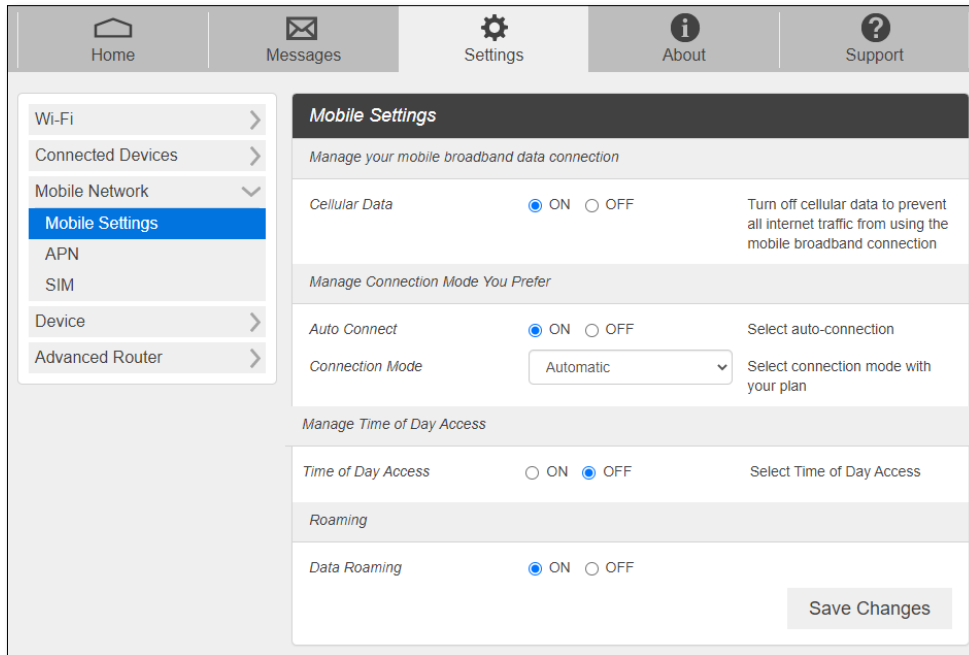 Home
Messages
Settings
About
Support
Wi-Fi
Connected Devices
Mobile Network
Mobile Settings
APN
SIM
Device
Advanced Router
Mobile Settings
Manage your mobile broadband data connection
Cellular Data
ON OFF
Turn off cellular data to prevent
all internet traffic from using the
mobile broadband connection
Manage Connection Mode You Prefer
Auto Connect
ON OFF
Select auto-connection
Connection Mode
Automatic
Select connection mode with
your plan
Manage Time of Day Access
Time of Day Access
ON OFF
Select Time of Day Access
Roaming
Data Roaming
ON OFF
Save Changes